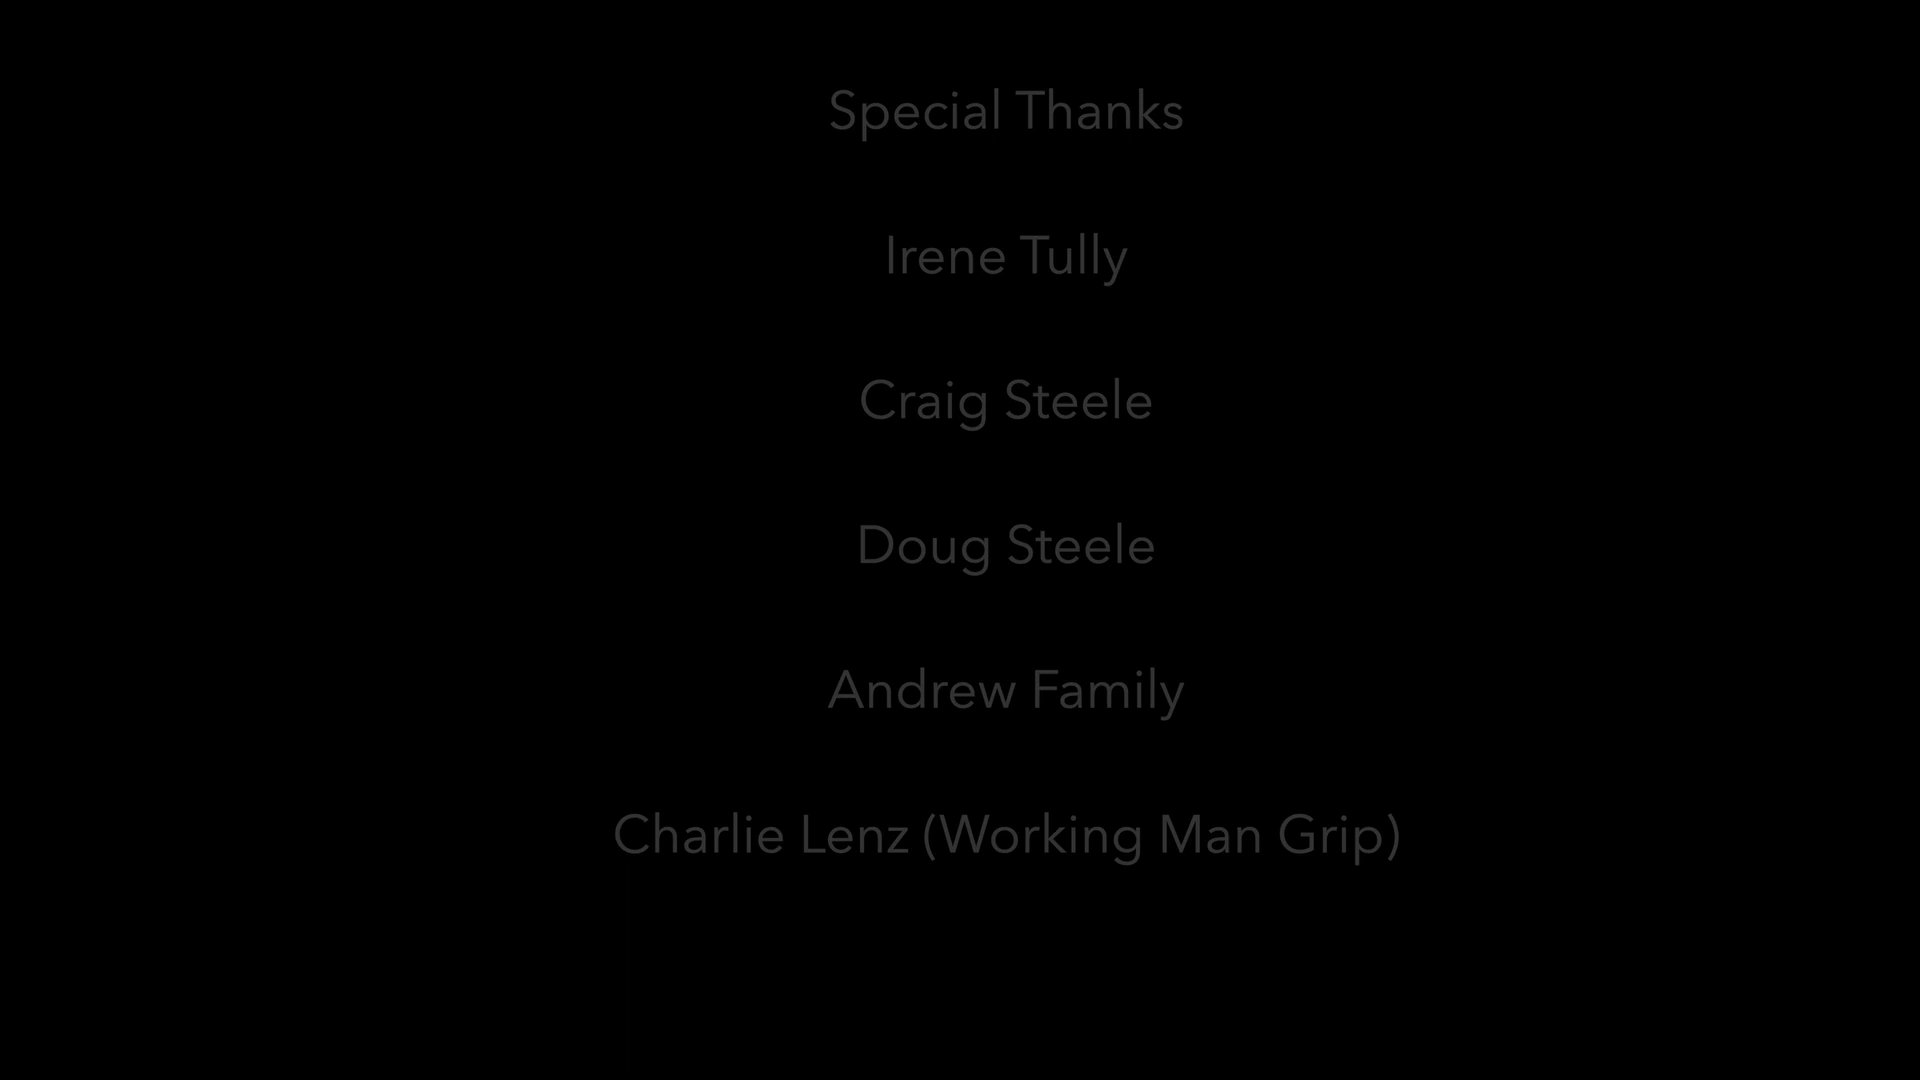 Special Thanks
Irene Tully
Craig Steele
Doug Steele
Andrew Family
Charlie Lenz (Working Man Grip)